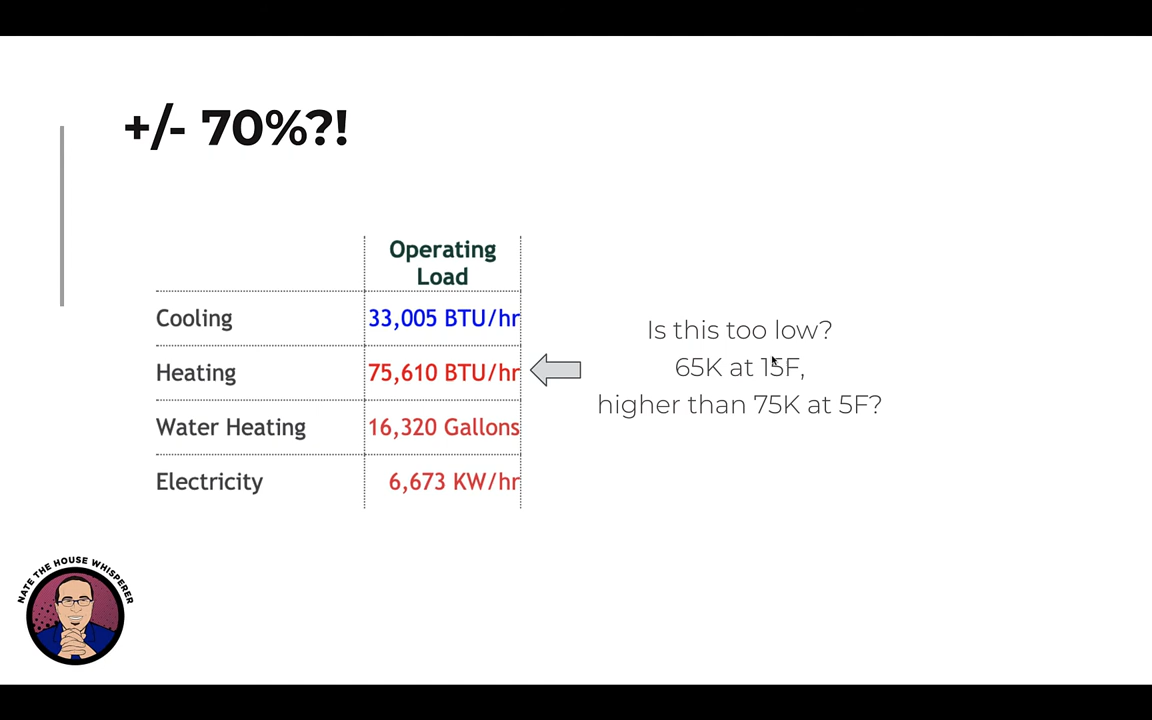 +/- 70%?!
Operating
Load
Cooling 33,005 BTU/hr
Heating 75,610 BTU/hr
Water Heating 16,320 Gallons
Electricity 6,673 KW/hr
Is this too low?
65K at 15F,
higher than 75K at 5F?
NATE THE HOUSE WHISPERER